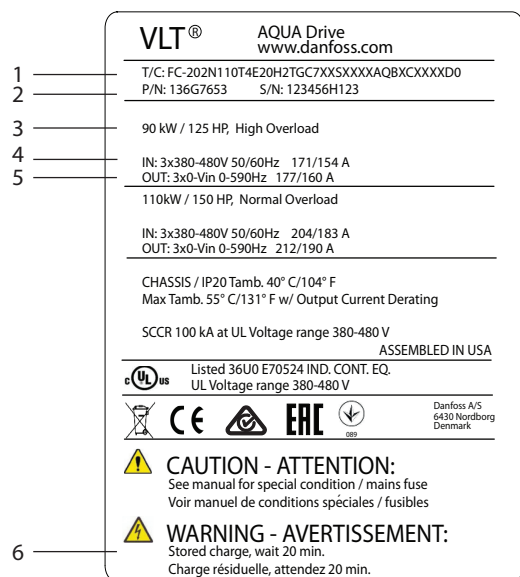 VLT® AQUA Drive
www.danfoss.com
1 T/C: FC-202N110T4E20H2TGC7XXSXXXXAQBXCXXXXD0
2 P/N: 136G7653 S/N: 123456H123
3 90 kW / 125 HP, High Overload
4 IN: 3x380-480V 50/60Hz 171/154 A
5 OUT: 3x0-Vin 0-590Hz 177/160 A
110kW / 150 HP, Normal Overload
IN: 3x380-480V 50/60Hz 204/183 A
OUT: 3x0-Vin 0-590Hz 212/190 A
CHASSIS / IP20 Tamb. 40° C/104° F
Max Tamb. 55° C/131° F w/ Output Current Derating
SCCR 100 kA at UL Voltage range 380-480 V
ASSEMBLED IN USA
c UL us Listed 36U0 E70524 IND. CONT. EQ.
UL Voltage range 380-480 V
CE EAC 089
Danfoss A/S
6430 Nordborg
Denmark
CAUTION - ATTENTION:
See manual for special condition / mains fuse
Voir manuel de conditions spéciales / fusibles
WARNING - AVERTISSEMENT:
6 Stored charge, wait 20 min.
Charge résiduelle, attendez 20 min.